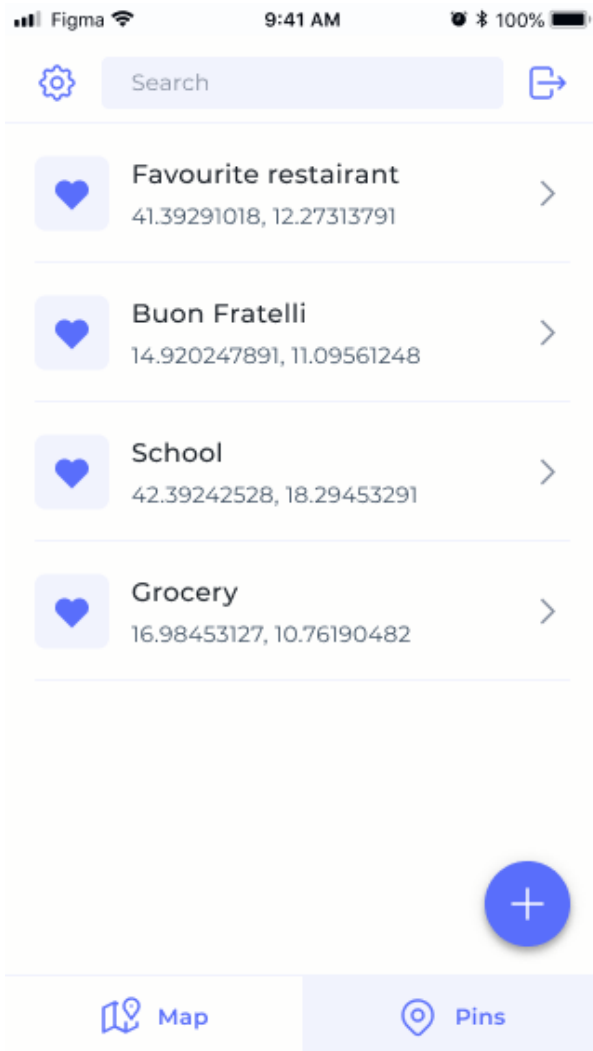 Figma 9:41 AM 100%
Search
Favourite restairant
41.39291018, 12.27313791
Buon Fratelli
14.920247891, 11.09561248
School
42.39242528, 18.29453291
Grocery
16.98453127, 10.76190482
Map Pins